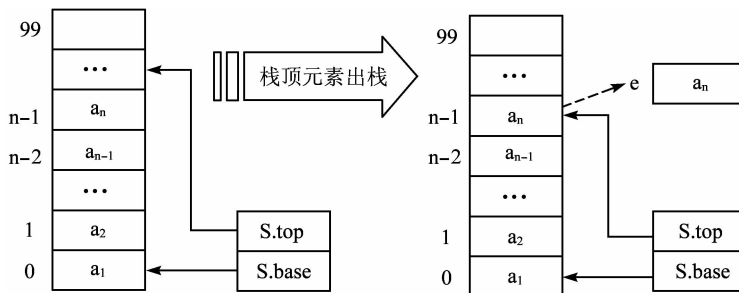 99
…
n-1 aₙ
n-2 aₙ₋₁
…
1 a₂
0 a₁
S.top
S.base
栈顶元素出栈
99
…
n-1 aₙ
n-2 aₙ₋₁
…
1 a₂
0 a₁
e aₙ
S.top
S.base